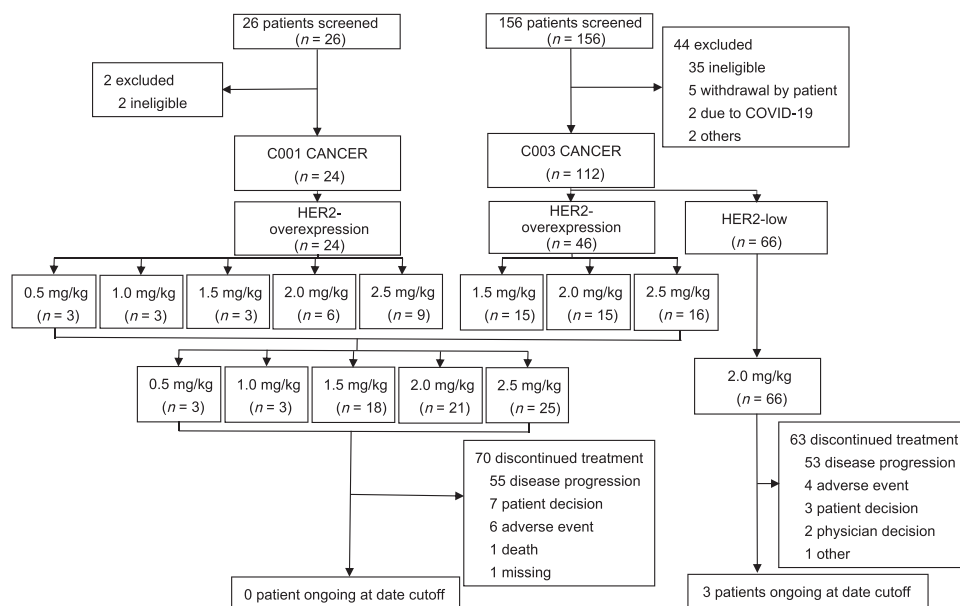 26 patients screened
(n = 26)
156 patients screened
(n = 156)
2 excluded
2 ineligible
44 excluded
35 ineligible
5 withdrawal by patient
2 due to COVID-19
2 others
C001 CANCER
(n = 24)
C003 CANCER
(n = 112)
HER2-
overexpression
(n = 24)
HER2-
overexpression
(n = 46)
HER2-low
(n = 66)
0.5 mg/kg
(n = 3)
1.0 mg/kg
(n = 3)
1.5 mg/kg
(n = 3)
2.0 mg/kg
(n = 6)
2.5 mg/kg
(n = 9)
1.5 mg/kg
(n = 15)
2.0 mg/kg
(n = 15)
2.5 mg/kg
(n = 16)
0.5 mg/kg
(n = 3)
1.0 mg/kg
(n = 3)
1.5 mg/kg
(n = 18)
2.0 mg/kg
(n = 21)
2.5 mg/kg
(n = 25)
2.0 mg/kg
(n = 66)
70 discontinued treatment
55 disease progression
7 patient decision
6 adverse event
1 death
1 missing
63 discontinued treatment
53 disease progression
4 adverse event
3 patient decision
2 physician decision
1 other
0 patient ongoing at date cutoff
3 patients ongoing at date cutoff